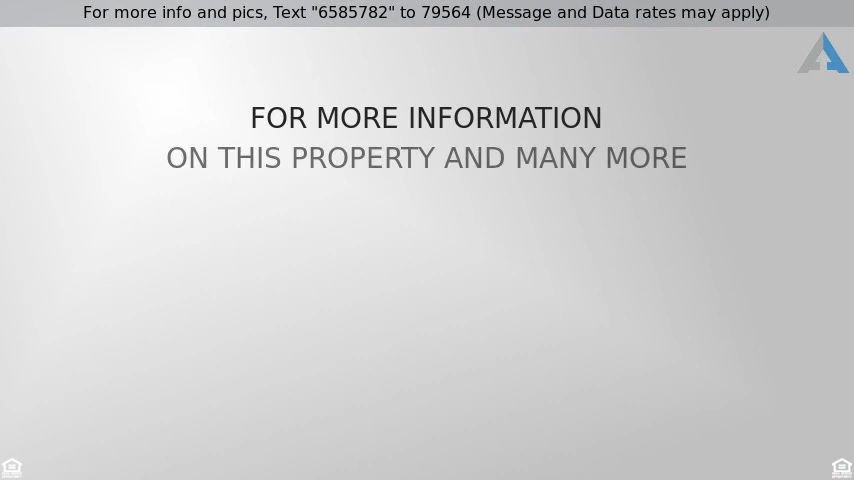 For more info and pics, Text "6585782" to 79564 (Message and Data rates may apply)
FOR MORE INFORMATION
ON THIS PROPERTY AND MANY MORE